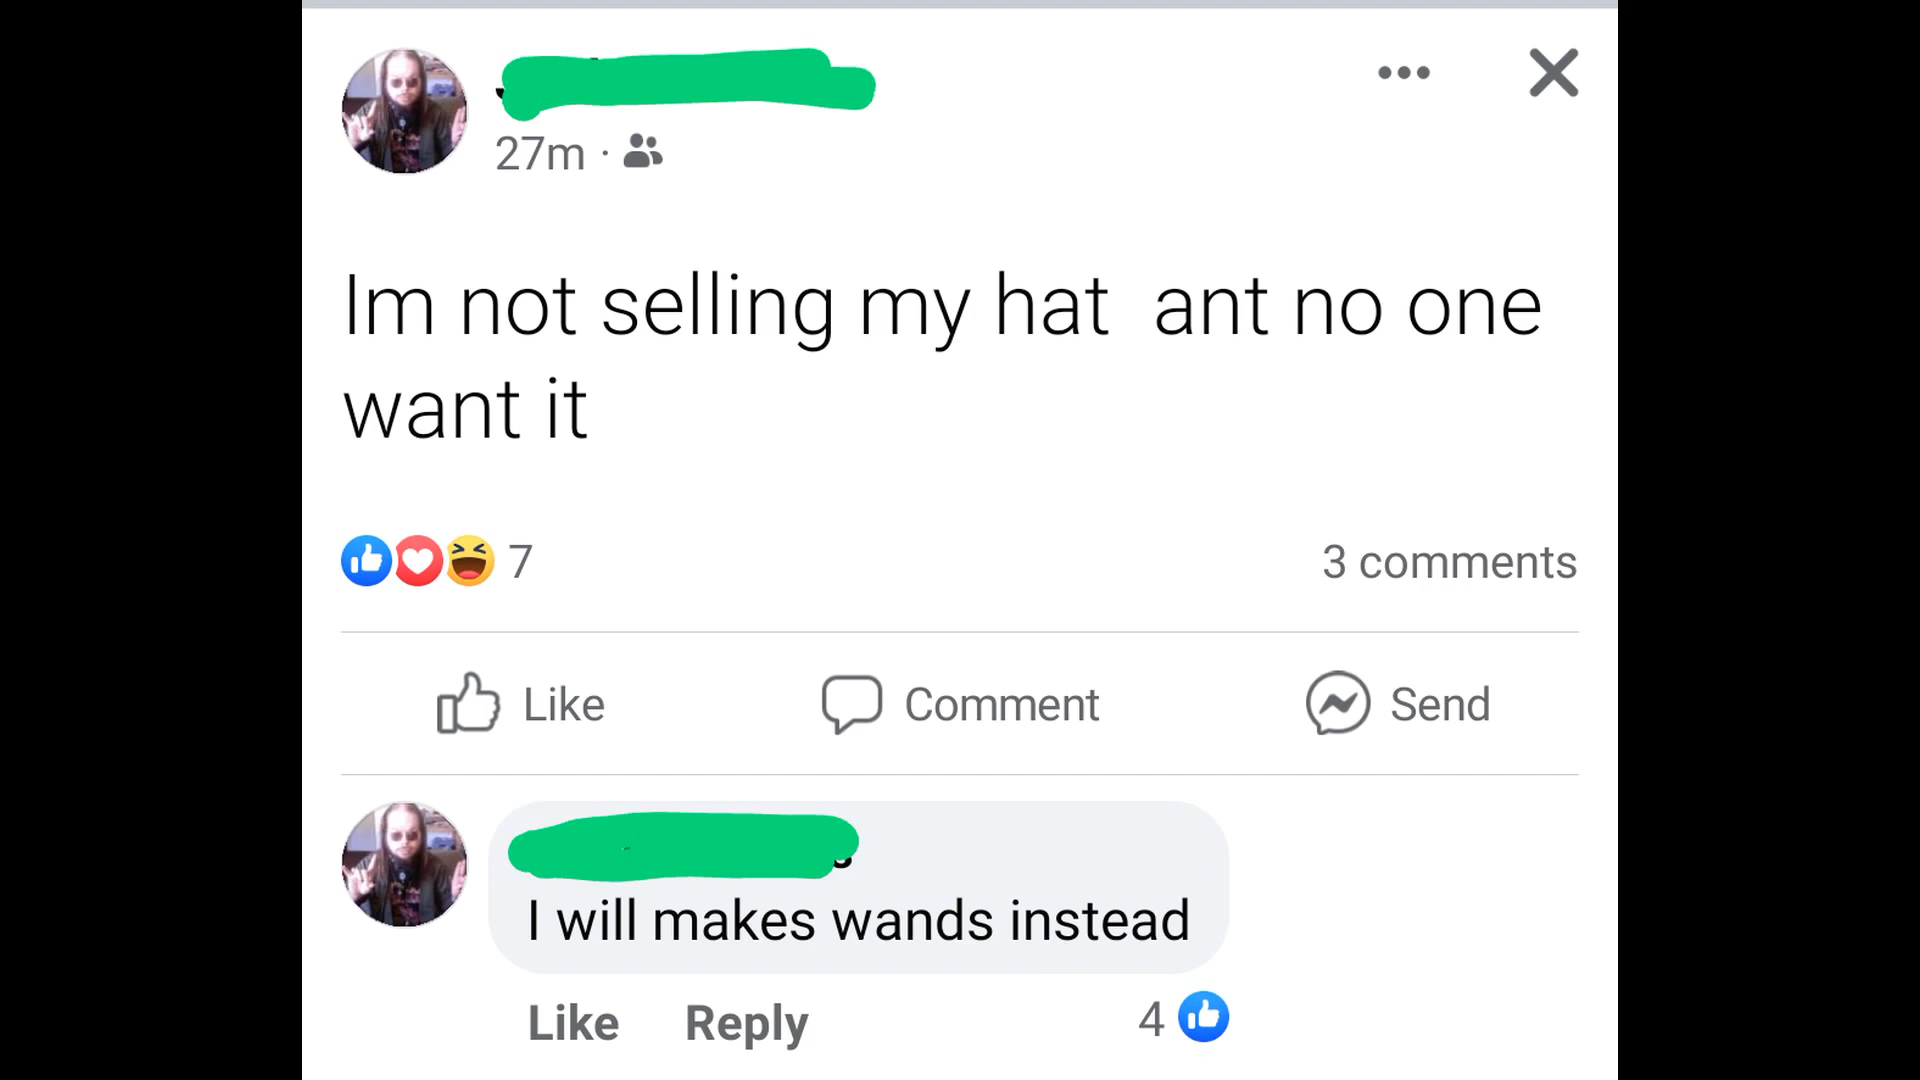 27m ·
Im not selling my hat  ant no one
want it
7
3 comments
Like
Comment
Send
I will makes wands instead
Like
Reply
4